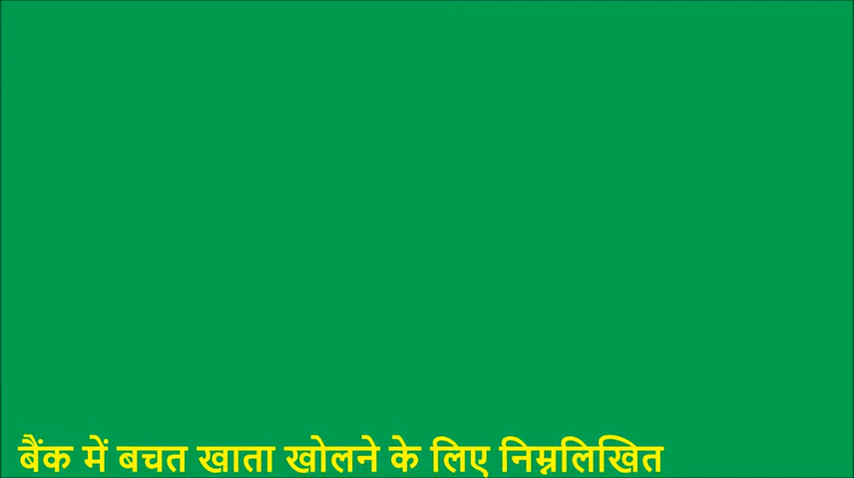 बैंक में बचत खाता खोलने के लिए निम्नलिखित